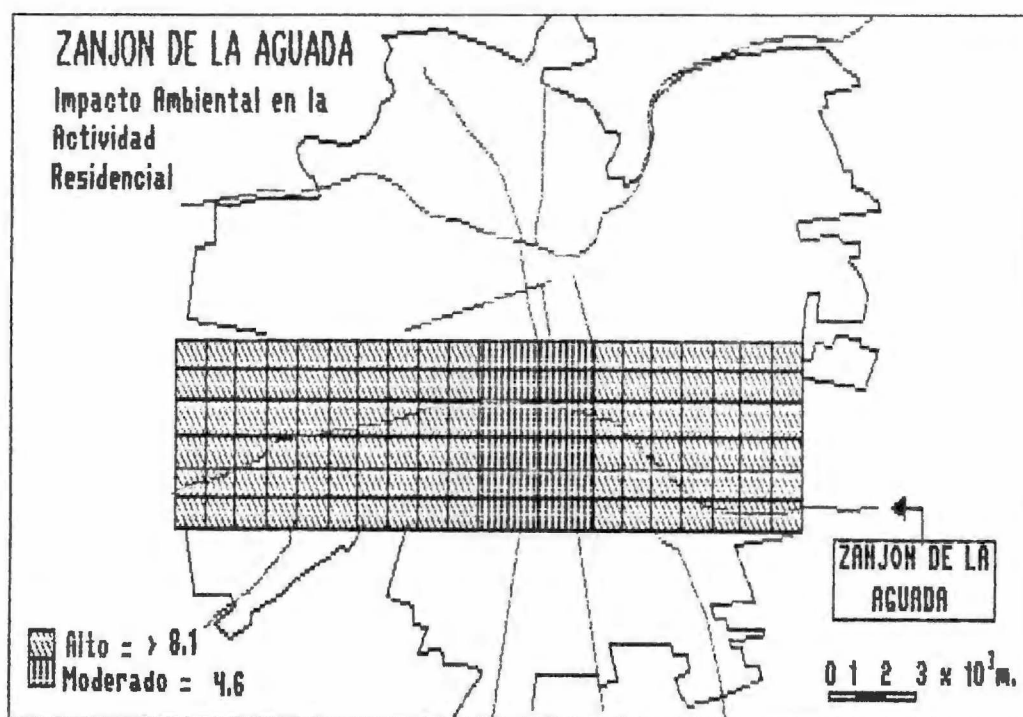 ZANJON DE LA AGUADA
Impacto Ambiental en la
Actividad
Residencial
ZANJON DE LA
AGUADA
Alto = > 8.1
Moderado = 4.6
0 1 2 3 x 10³m.